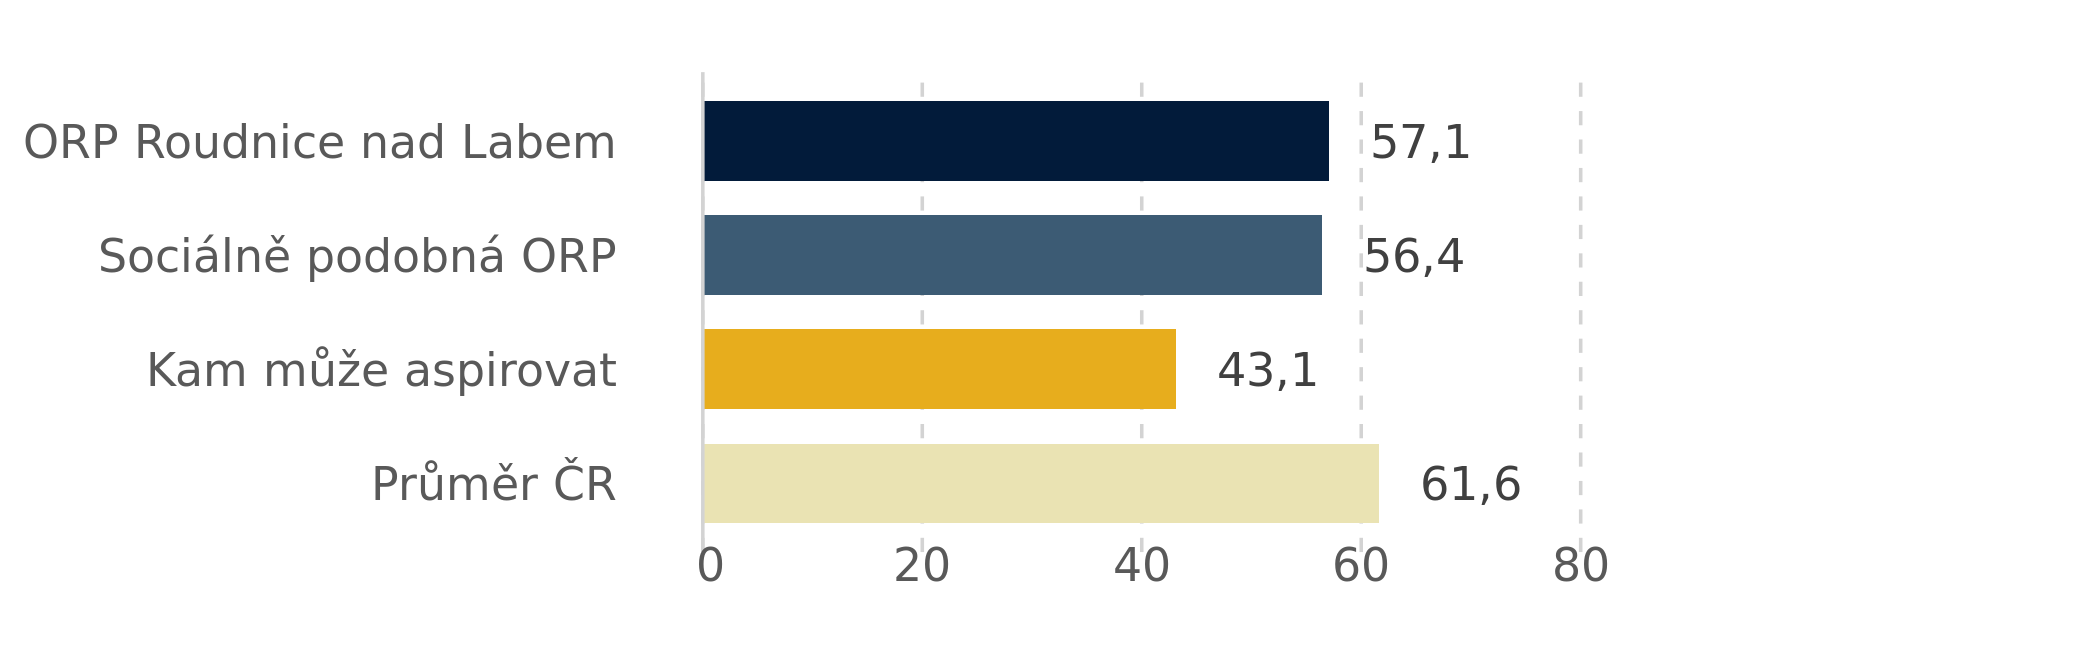 ORP Roudnice nad Labem 57,1
Sociálně podobná ORP 56,4
Kam může aspirovat 43,1
Průměr ČR 61,6
0 20 40 60 80